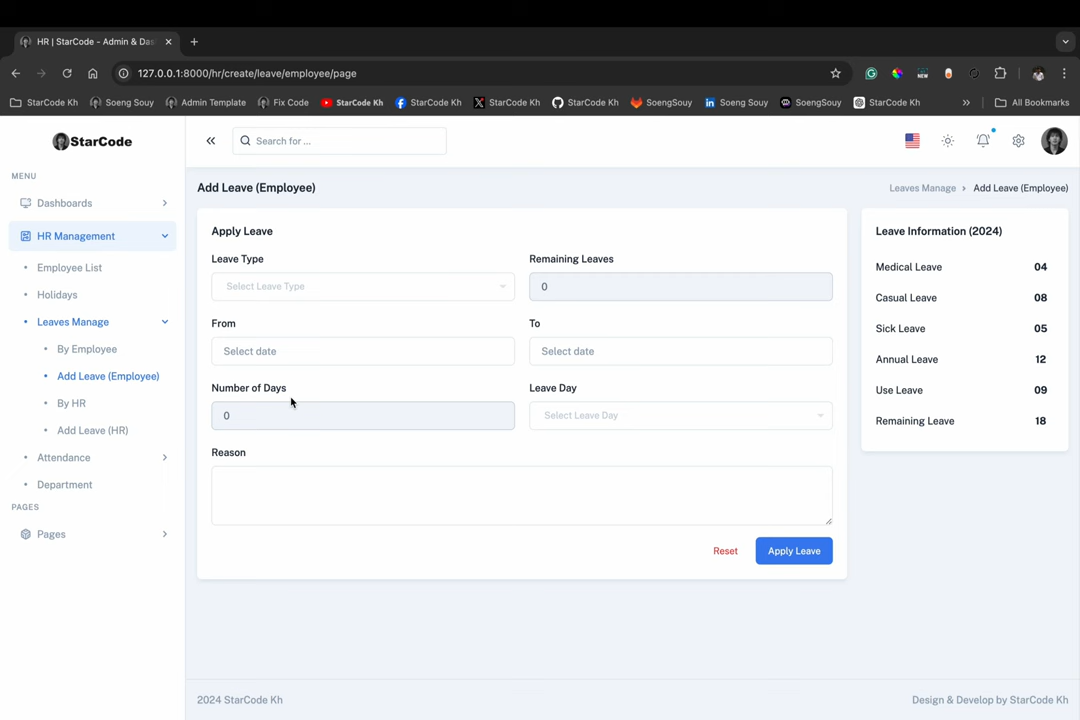 HR | StarCode - Admin & Das
127.0.0.1:8000/hr/create/leave/employee/page
StarCode Kh
Soeng Souy
Admin Template
Fix Code
StarCode Kh
StarCode Kh
StarCode Kh
StarCode Kh
SoengSouy
Soeng Souy
SoengSouy
StarCode Kh
All Bookmarks
StarCode
Search for ...
MENU
Dashboards
HR Management
Employee List
Holidays
Leaves Manage
By Employee
Add Leave (Employee)
By HR
Add Leave (HR)
Attendance
Department
PAGES
Pages
Add Leave (Employee)
Leaves Manage
Add Leave (Employee)
Apply Leave
Leave Type
Select Leave Type
Remaining Leaves
0
From
Select date
To
Select date
Number of Days
0
Leave Day
Select Leave Day
Reason
Reset
Apply Leave
Leave Information (2024)
Medical Leave 04
Casual Leave 08
Sick Leave 05
Annual Leave 12
Use Leave 09
Remaining Leave 18
2024 StarCode Kh
Design & Develop by StarCode Kh